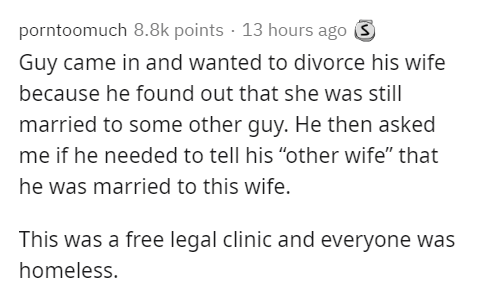 porntoomuch 8.8k points · 13 hours ago S
Guy came in and wanted to divorce his wife
because he found out that she was still
married to some other guy. He then asked
me if he needed to tell his “other wife” that
he was married to this wife.
This was a free legal clinic and everyone was
homeless.